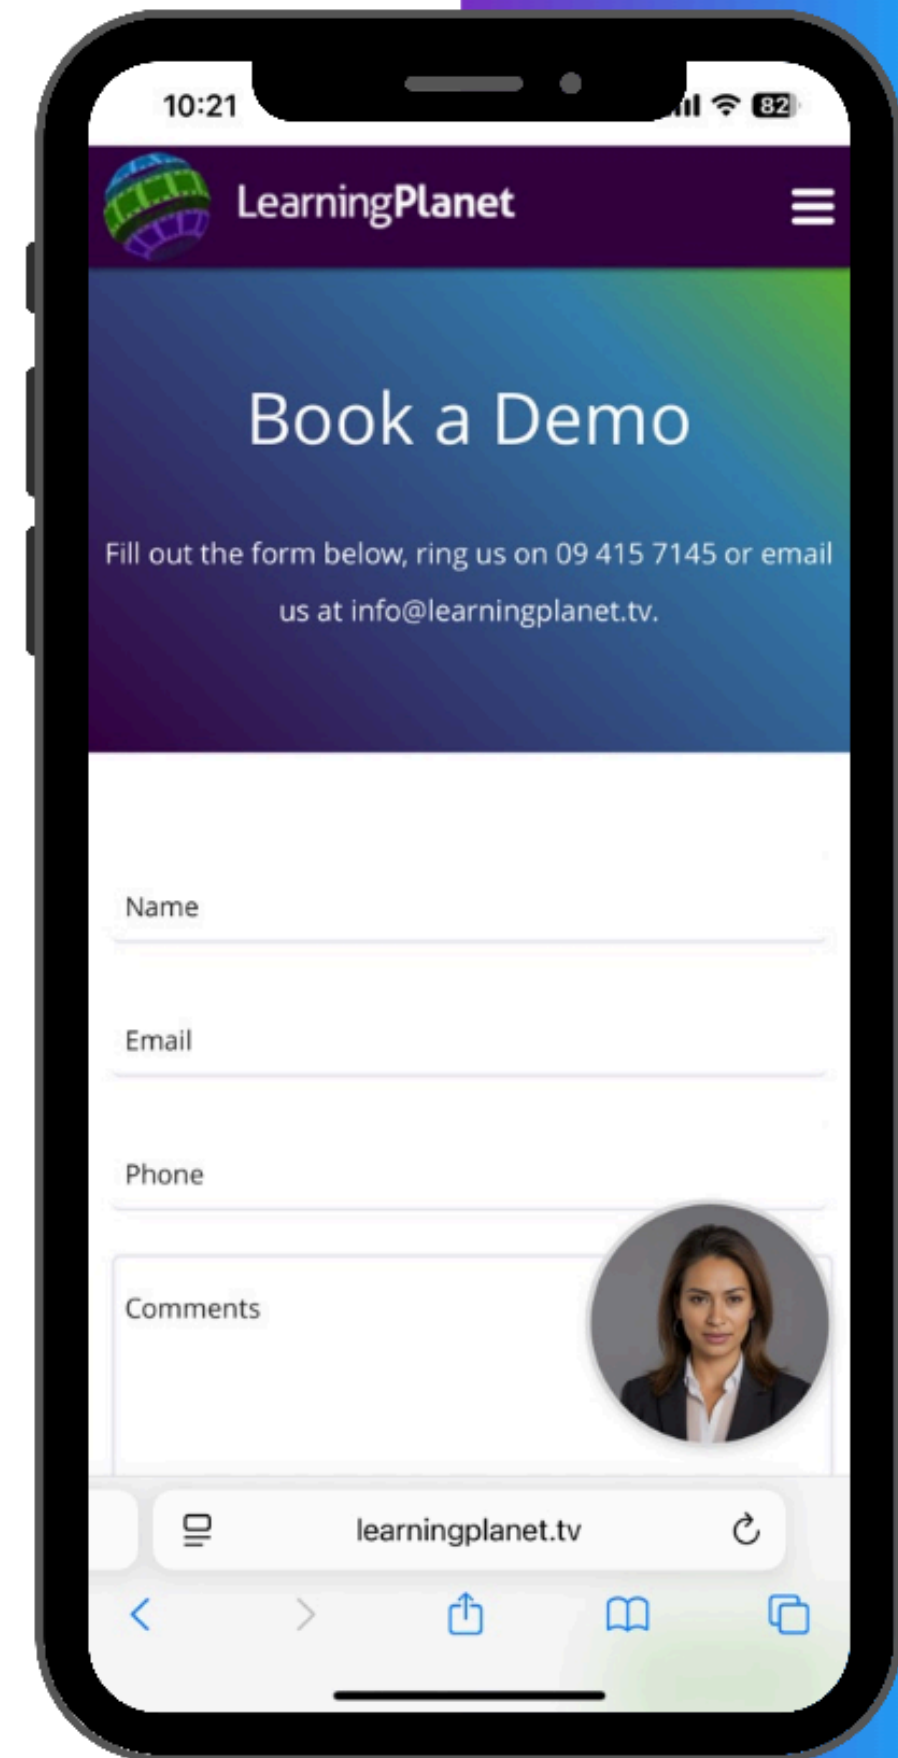 10:21
82
LearningPlanet
Book a Demo
Fill out the form below, ring us on 09 415 7145 or email
us at info@learningplanet.tv.
Name
Email
Phone
Comments
learningplanet.tv